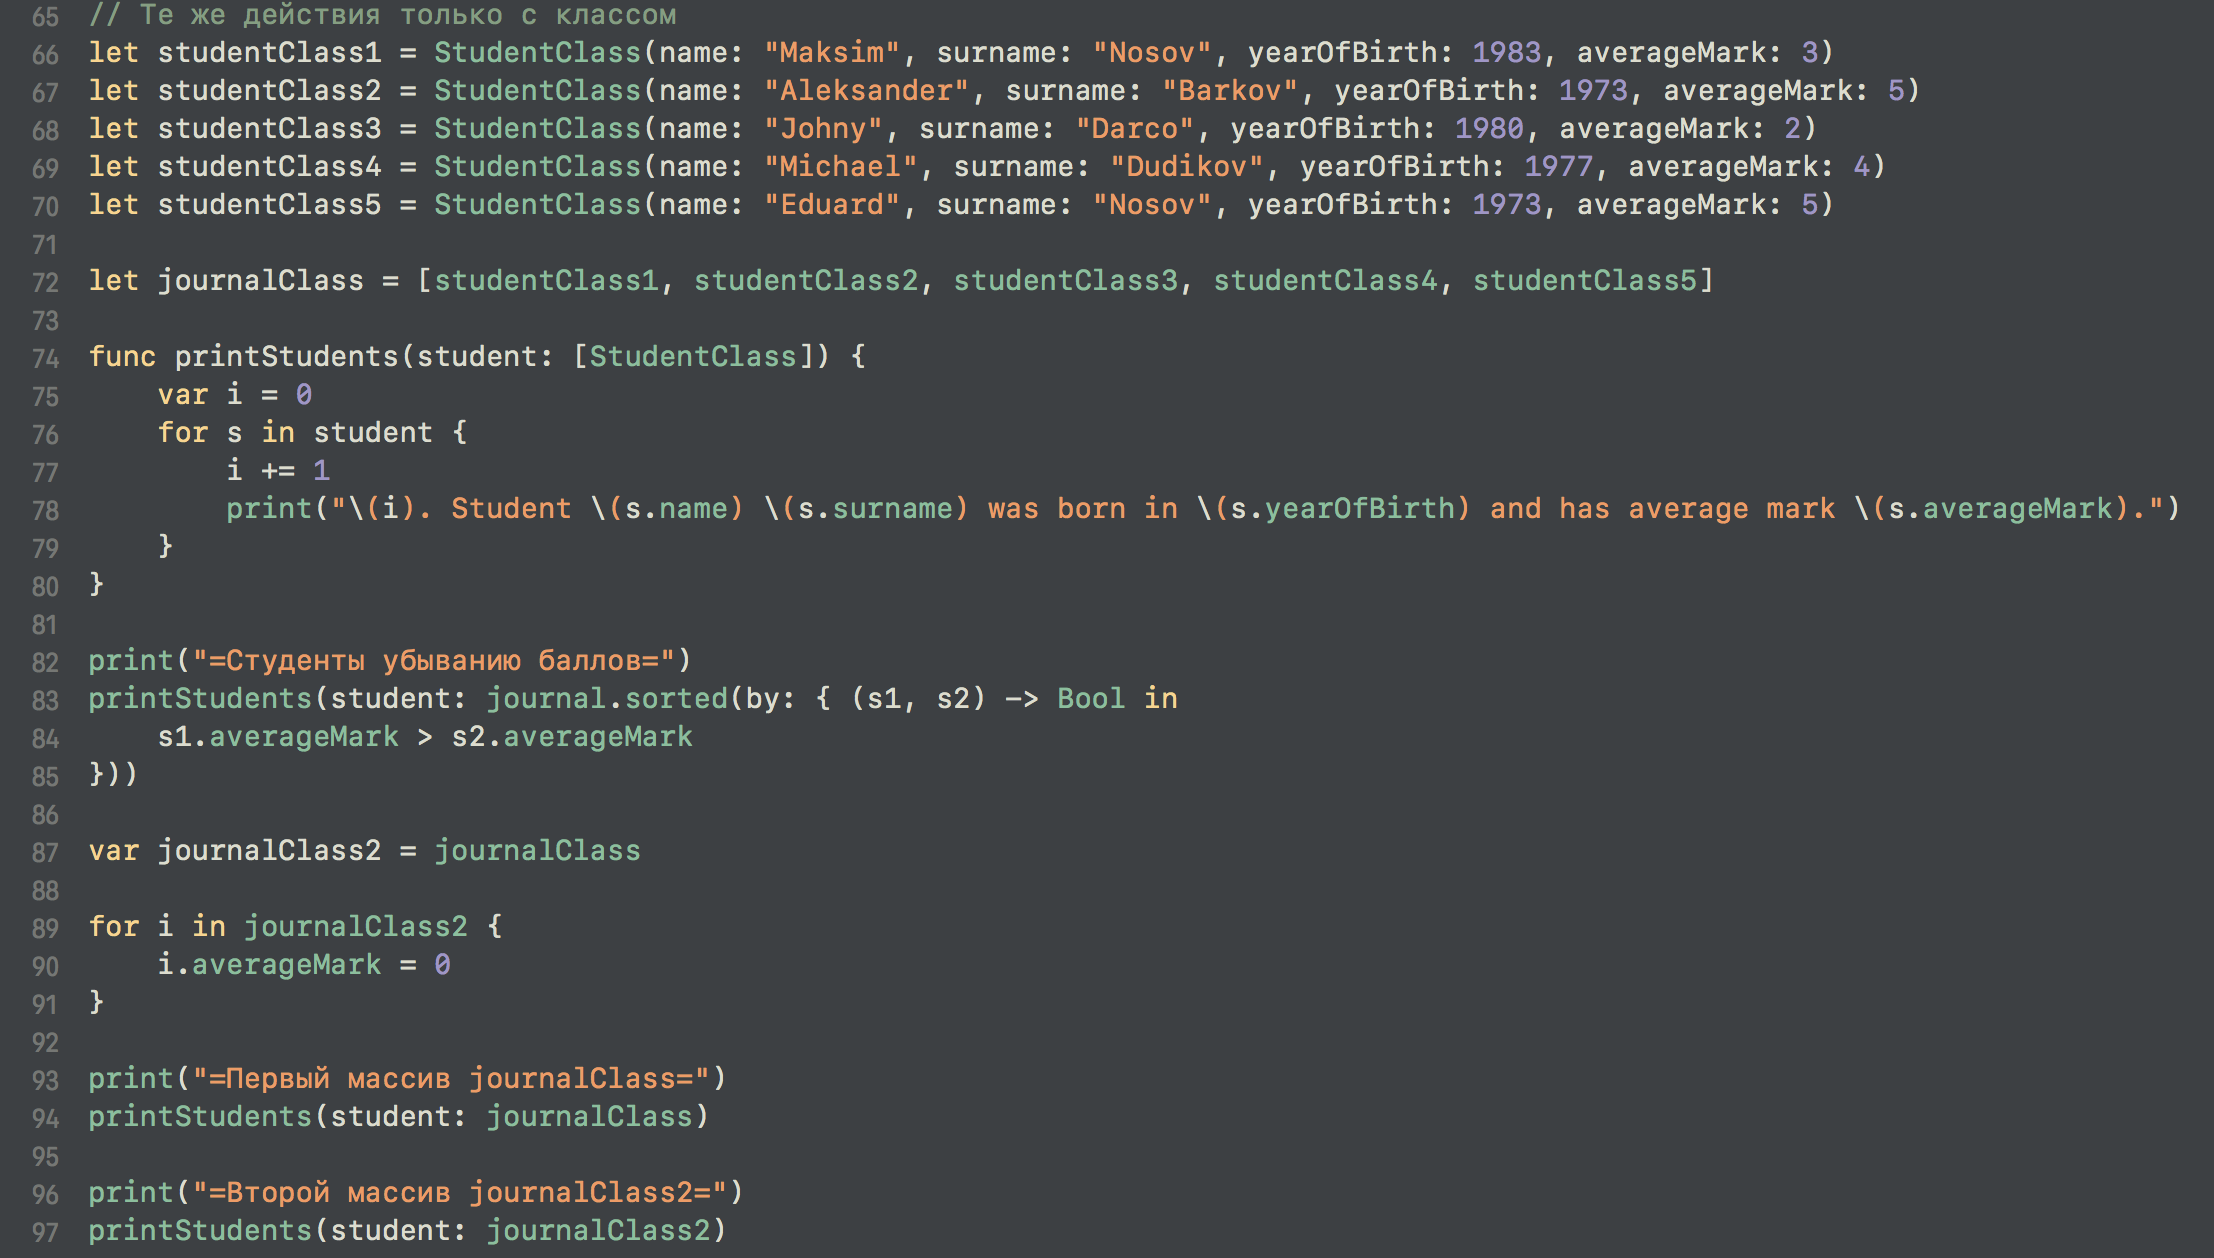 65 // Те же действия только с классом
66 let studentClass1 = StudentClass(name: "Maksim", surname: "Nosov", yearOfBirth: 1983, averageMark: 3)
67 let studentClass2 = StudentClass(name: "Aleksander", surname: "Barkov", yearOfBirth: 1973, averageMark: 5)
68 let studentClass3 = StudentClass(name: "Johny", surname: "Darco", yearOfBirth: 1980, averageMark: 2)
69 let studentClass4 = StudentClass(name: "Michael", surname: "Dudikov", yearOfBirth: 1977, averageMark: 4)
70 let studentClass5 = StudentClass(name: "Eduard", surname: "Nosov", yearOfBirth: 1973, averageMark: 5)
71
72 let journalClass = [studentClass1, studentClass2, studentClass3, studentClass4, studentClass5]
73
74 func printStudents(student: [StudentClass]) {
75     var i = 0
76     for s in student {
77         i += 1
78         print("\(i). Student \(s.name) \(s.surname) was born in \(s.yearOfBirth) and has average mark \(s.averageMark).")
79     }
80 }
81
82 print("=Студенты убыванию баллов=")
83 printStudents(student: journal.sorted(by: { (s1, s2) -> Bool in
84     s1.averageMark > s2.averageMark
85 }))
86
87 var journalClass2 = journalClass
88
89 for i in journalClass2 {
90     i.averageMark = 0
91 }
92
93 print("=Первый массив journalClass=")
94 printStudents(student: journalClass)
95
96 print("=Второй массив journalClass2=")
97 printStudents(student: journalClass2)